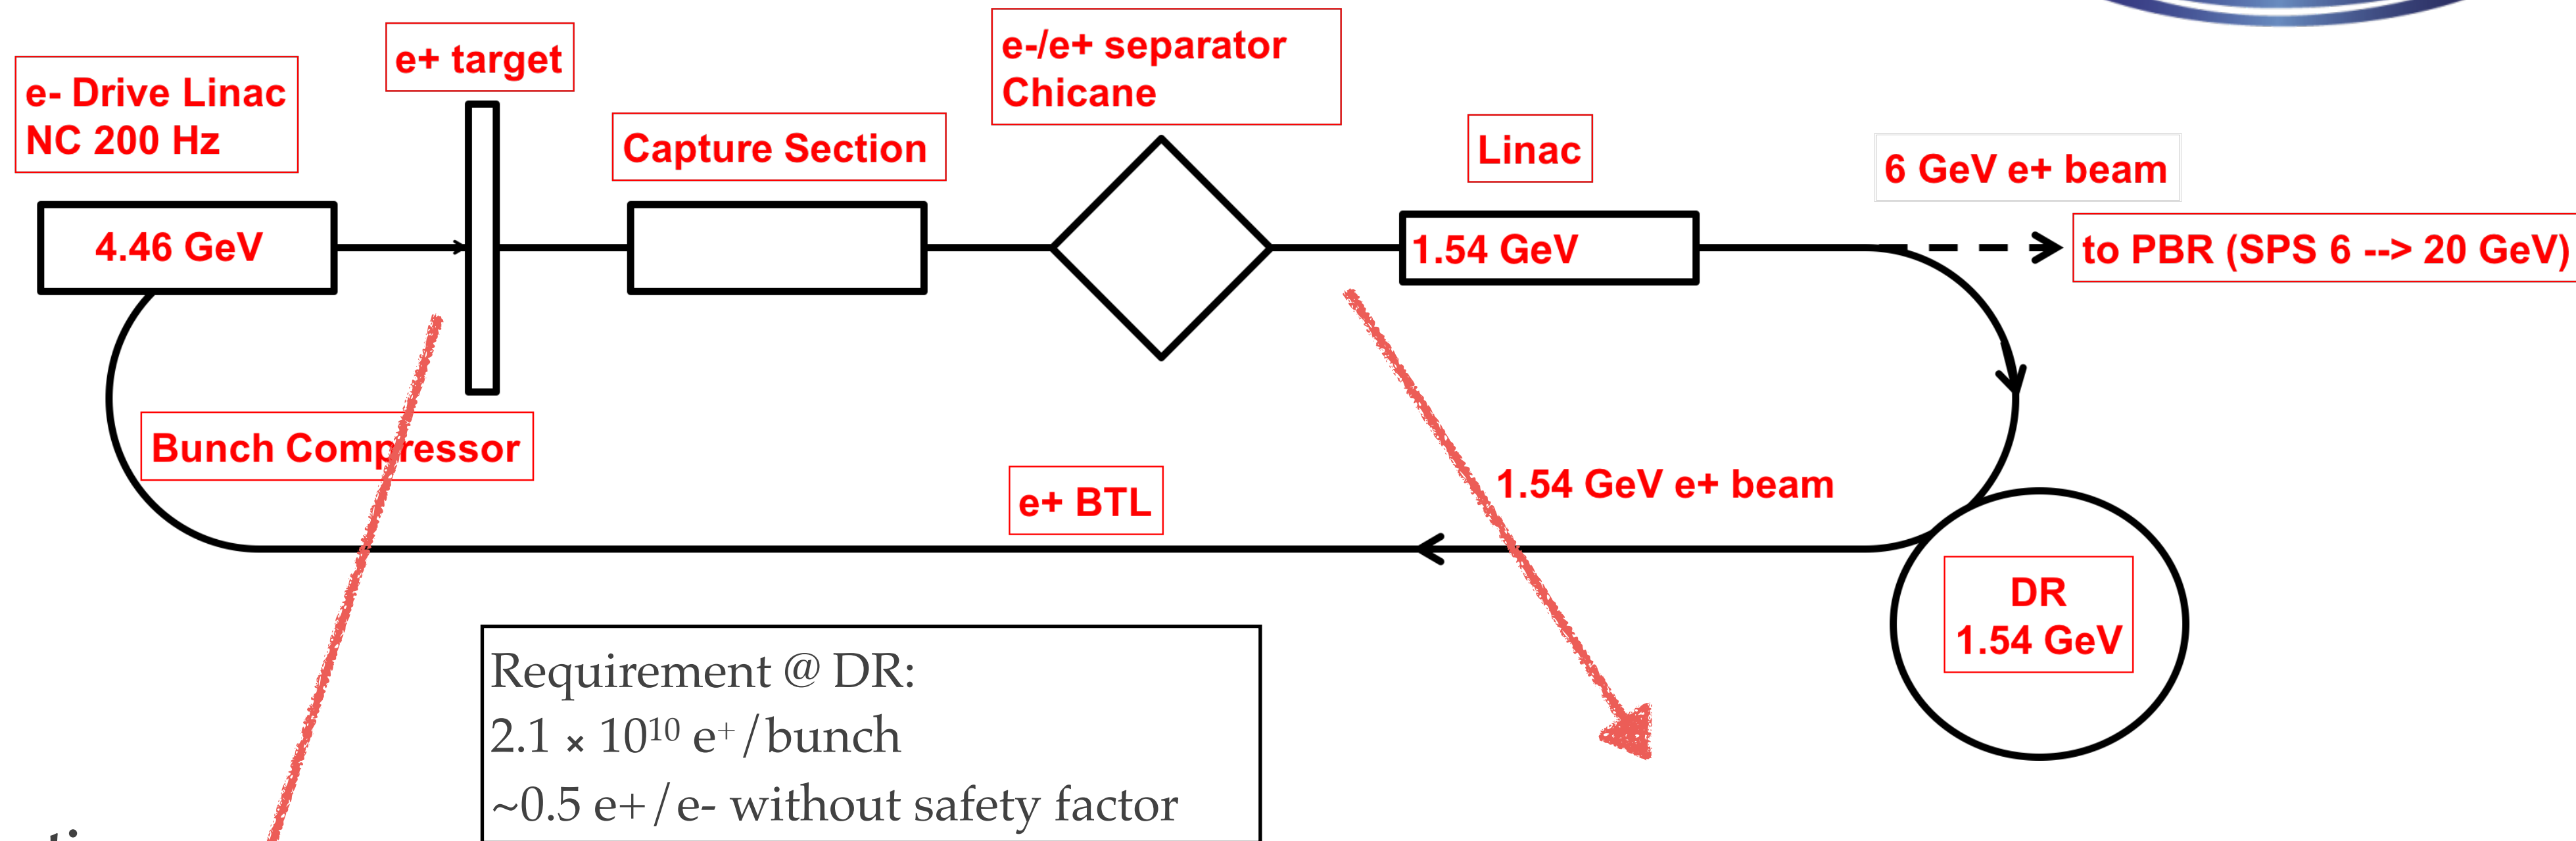 e- Drive Linac
NC 200 Hz
e+ target
Capture Section
e-/e+ separator
Chicane
Linac
6 GeV e+ beam
4.46 GeV
1.54 GeV
to PBR (SPS 6 --> 20 GeV)
Bunch Compressor
e+ BTL
1.54 GeV e+ beam
DR
1.54 GeV
Requirement @ DR:
2.1 × 10¹⁰ e⁺/bunch
~0.5 e+/e- without safety factor